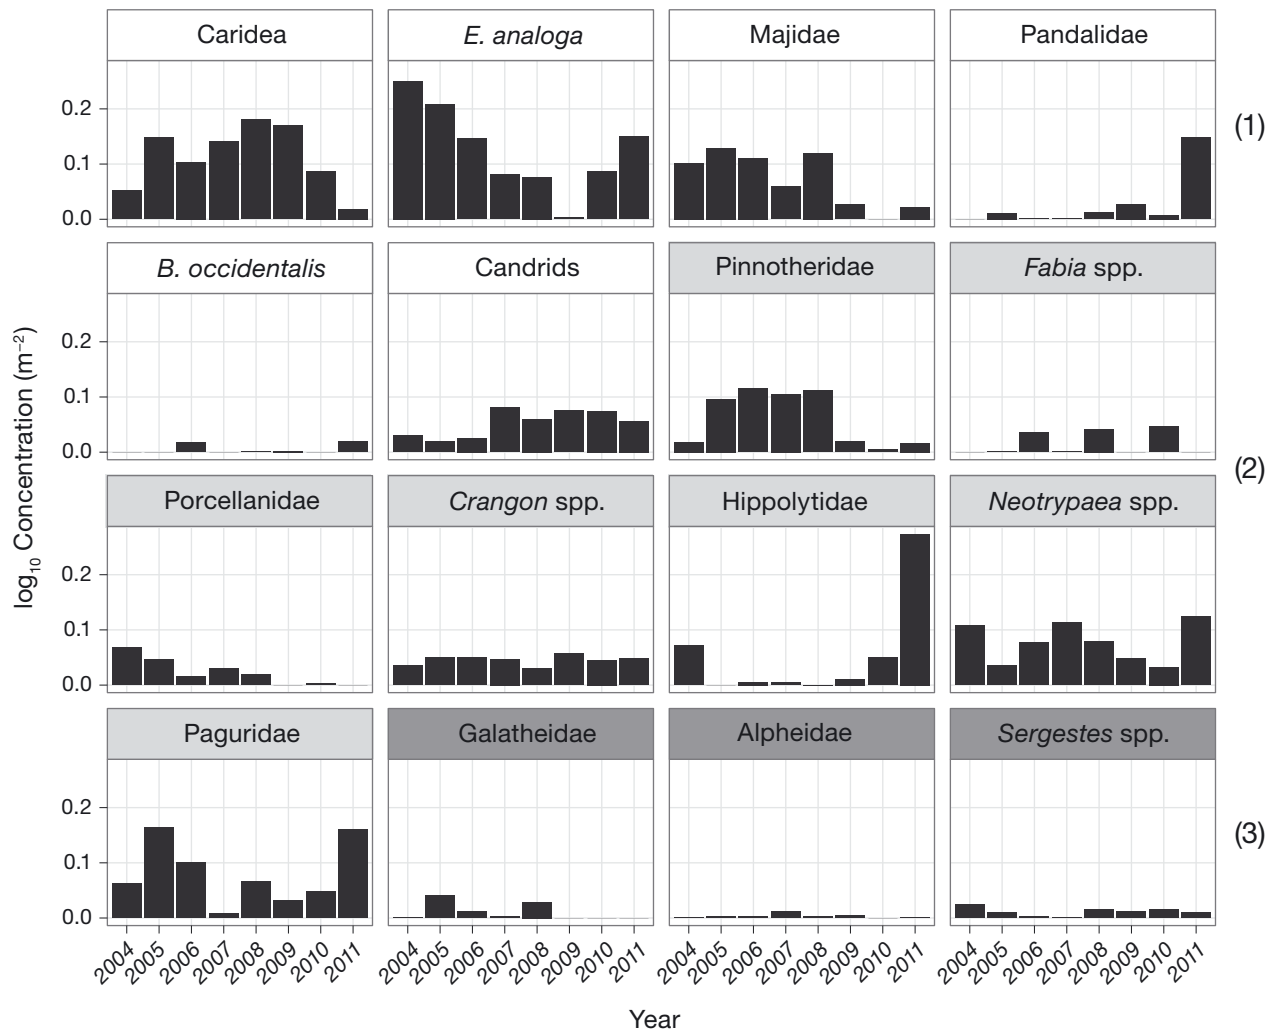 Caridea E. analoga Majidae Pandalidae
0.2
0.1
0.0
(1)
B. occidentalis Candrids Pinnotheridae Fabia spp.
0.2
0.1
0.0
(2)
Porcellanidae Crangon spp. Hippolytidae Neotrypaea spp.
0.2
0.1
0.0
Paguridae Galatheidae Alpheidae Sergestes spp.
0.2
0.1
0.0
(3)
log₁₀ Concentration (m⁻²)
2004 2005 2006 2007 2008 2009 2010 2011 2004 2005 2006 2007 2008 2009 2010 2011 2004 2005 2006 2007 2008 2009 2010 2011 2004 2005 2006 2007 2008 2009 2010 2011
Year